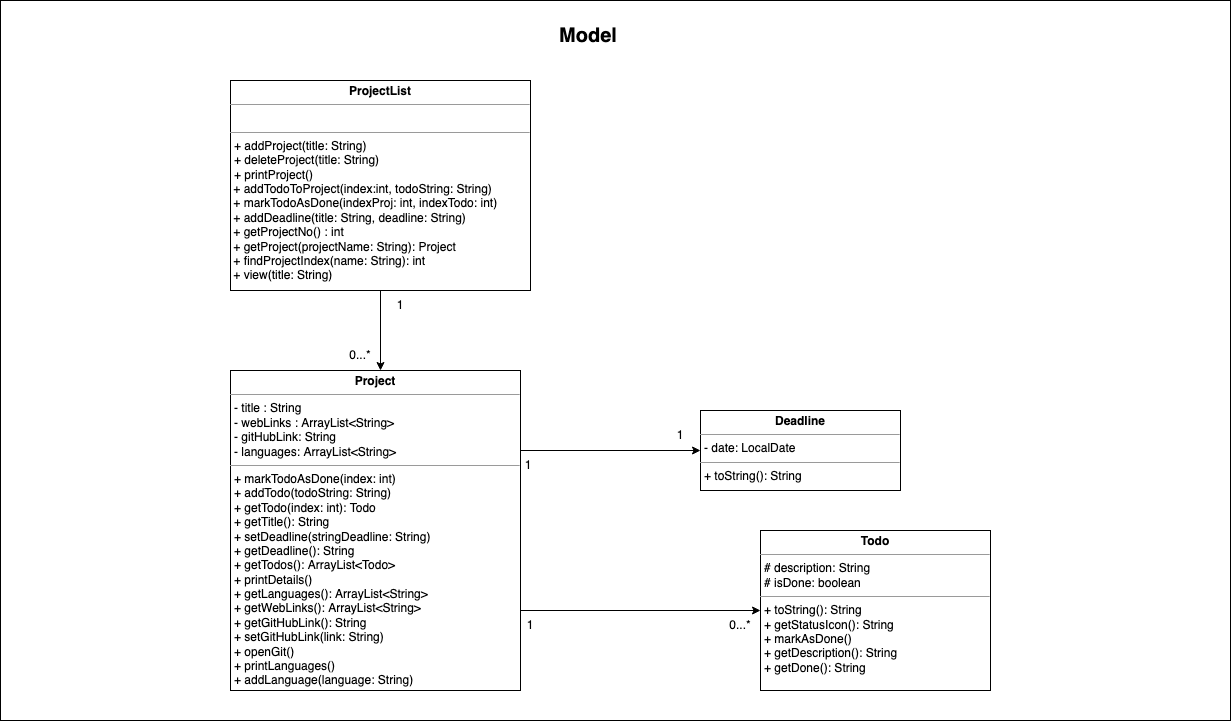 Model
ProjectList
+ addProject(title: String)
+ deleteProject(title: String)
+ printProject()
+ addTodoToProject(index:int, todoString: String)
+ markTodoAsDone(indexProj: int, indexTodo: int)
+ addDeadline(title: String, deadline: String)
+ getProjectNo() : int
+ getProject(projectName: String): Project
+ findProjectIndex(name: String): int
+ view(title: String)
1
0...*
Project
- title : String
- webLinks : ArrayList<String>
- gitHubLink: String
- languages: ArrayList<String>
+ markTodoAsDone(index: int)
+ addTodo(todoString: String)
+ getTodo(index: int): Todo
+ getTitle(): String
+ setDeadline(stringDeadline: String)
+ getDeadline(): String
+ getTodos(): ArrayList<Todo>
+ printDetails()
+ getLanguages(): ArrayList<String>
+ getWebLinks(): ArrayList<String>
+ getGitHubLink(): String
+ setGitHubLink(link: String)
+ openGit()
+ printLanguages()
+ addLanguage(language: String)
1
1
Deadline
- date: LocalDate
+ toString(): String
1
0...*
Todo
# description: String
# isDone: boolean
+ toString(): String
+ getStatusIcon(): String
+ markAsDone()
+ getDescription(): String
+ getDone(): String